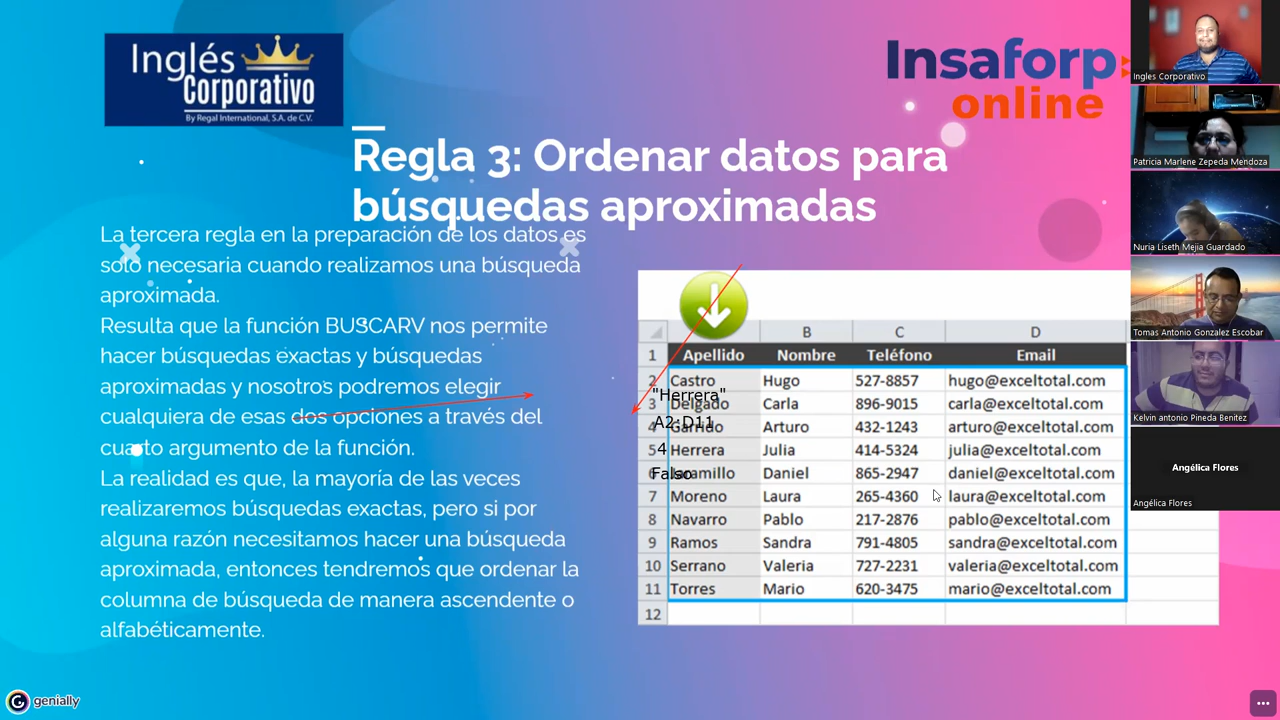 Inglés
Corporativo
By Regal International, S.A. de C.V.
Insaforp
online
Regla 3: Ordenar datos para
búsquedas aproximadas
La tercera regla en la preparación de los datos es
solo necesaria cuando realizamos una búsqueda
aproximada.
Resulta que la función BUSCARV nos permite
hacer búsquedas exactas y búsquedas
aproximadas y nosotros podremos elegir
cualquiera de esas dos opciones a través del
cuarto argumento de la función.
La realidad es que, la mayoría de las veces
realizaremos búsquedas exactas, pero si por
alguna razón necesitamos hacer una búsqueda
aproximada, entonces tendremos que ordenar la
columna de búsqueda de manera ascendente o
alfabéticamente.
B C D
1 Apellido Nombre Teléfono Email
2 Castro Hugo 527-8857 hugo@exceltotal.com
"Herrera"
3 Delgado Carla 896-9015 carla@exceltotal.com
A2:D11
4 Garrido Arturo 432-1243 arturo@exceltotal.com
4
5 Herrera Julia 414-5324 julia@exceltotal.com
Falso
6 Jaramillo Daniel 865-2947 daniel@exceltotal.com
7 Moreno Laura 265-4360 laura@exceltotal.com
8 Navarro Pablo 217-2876 pablo@exceltotal.com
9 Ramos Sandra 791-4805 sandra@exceltotal.com
10 Serrano Valeria 727-2231 valeria@exceltotal.com
11 Torres Mario 620-3475 mario@exceltotal.com
12
genially
Ingles Corporativo
Patricia Marlene Zepeda Mendoza
Nuria Liseth Mejia Guardado
Tomas Antonio Gonzalez Escobar
Kelvin antonio Pineda Benitez
Angélica Flores
Angélica Flores